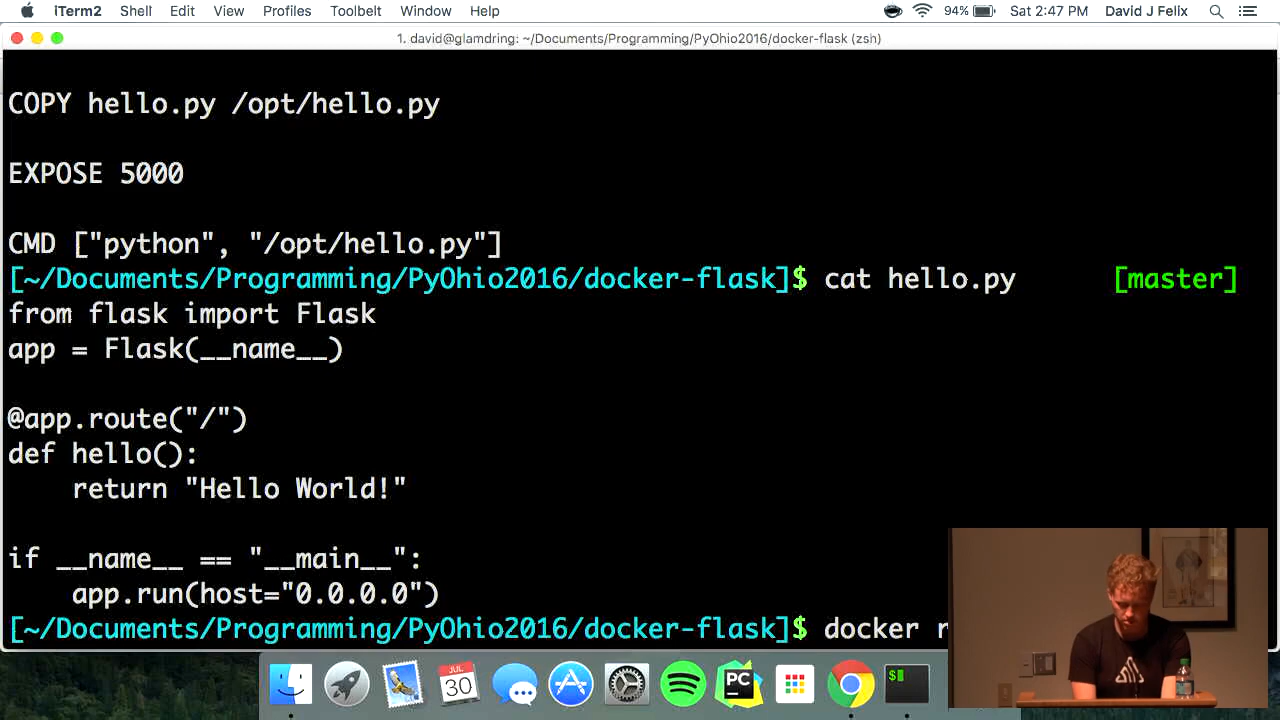 iTerm2 Shell Edit View Profiles Toolbelt Window Help 94% Sat 2:47 PM David J Felix
1. david@glamdring: ~/Documents/Programming/PyOhio2016/docker-flask (zsh)
COPY hello.py /opt/hello.py
EXPOSE 5000
CMD ["python", "/opt/hello.py"]
[~/Documents/Programming/PyOhio2016/docker-flask]$ cat hello.py [master]
from flask import Flask
app = Flask(__name__)
@app.route("/")
def hello():
    return "Hello World!"
if __name__ == "__main__":
    app.run(host="0.0.0.0")
[~/Documents/Programming/PyOhio2016/docker-flask]$ docker r
JUL
30
PC
$